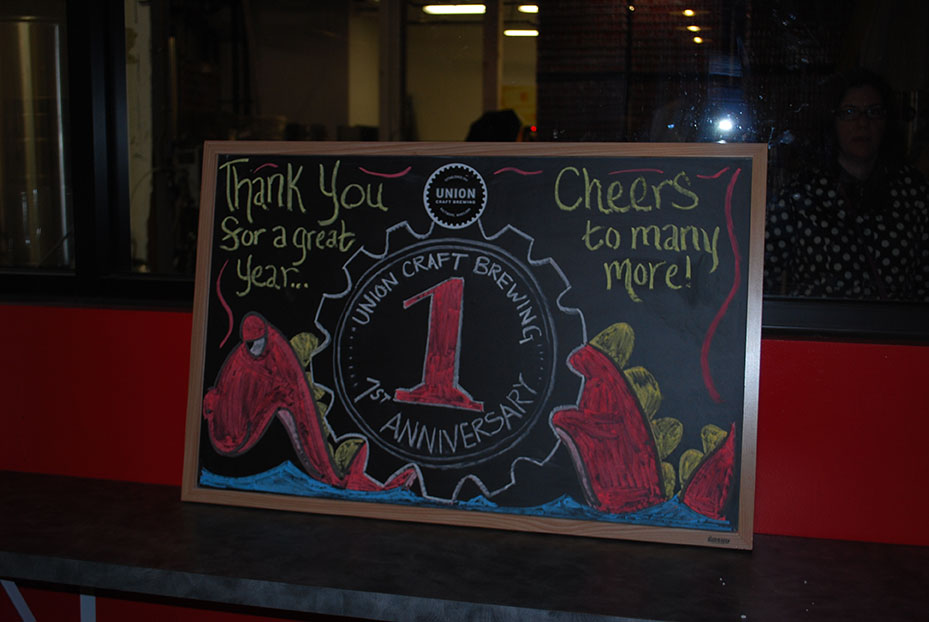 Thank You
for a great
year...
UNION
CRAFT BREWING
Cheers
to many
more!
UNION CRAFT BREWING
1
1ST ANNIVERSARY